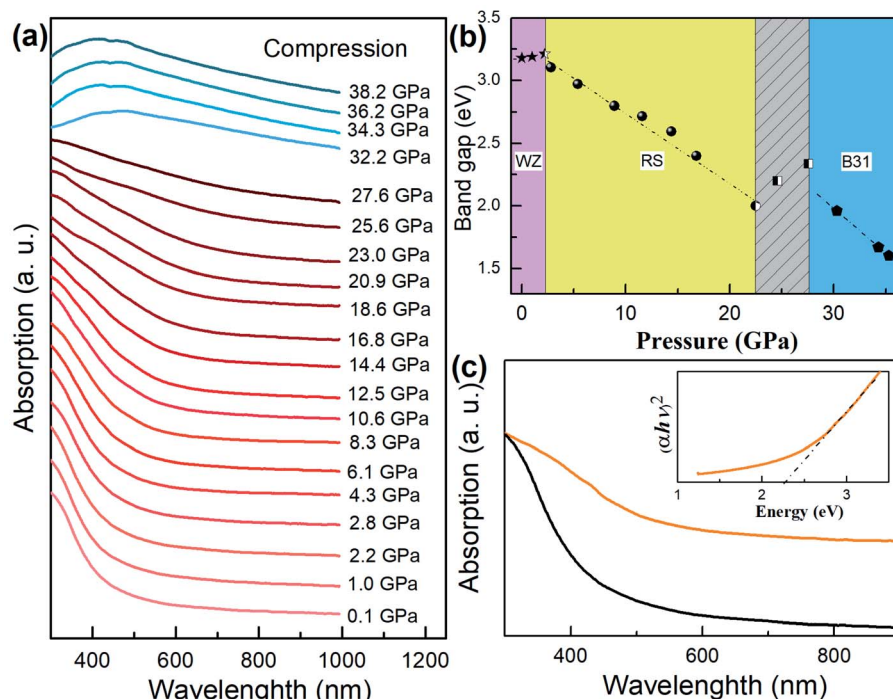 (a)
Compression
38.2 GPa
36.2 GPa
34.3 GPa
32.2 GPa
27.6 GPa
25.6 GPa
23.0 GPa
20.9 GPa
18.6 GPa
16.8 GPa
14.4 GPa
12.5 GPa
10.6 GPa
8.3 GPa
6.1 GPa
4.3 GPa
2.8 GPa
2.2 GPa
1.0 GPa
0.1 GPa
Absorption (a. u.)
400 600 800 1000 1200
Wavelenghth (nm)
(b)
3.5
3.0
2.5
2.0
1.5
Band gap (eV)
WZ
RS
B31
0 10 20 30
Pressure (GPa)
(c)
Absorption (a. u.)
(αhν)2
1 2 3
Energy (eV)
400 600 800
Wavelenghth (nm)